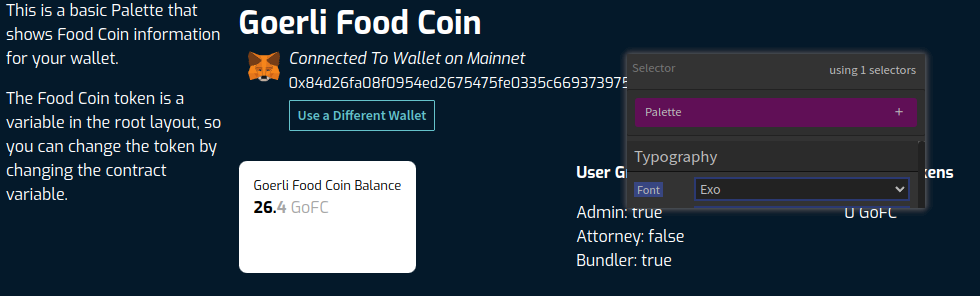 This is a basic Palette that
shows Food Coin information
for your wallet.
The Food Coin token is a
variable in the root layout, so
you can change the token by
changing the contract
variable.
Goerli Food Coin
Connected To Wallet on Mainnet
0x84d26fa08f0954ed2675475fe0335c669373975
Use a Different Wallet
Goerli Food Coin Balance
26.4 GoFC
Selector
using 1 selectors
Palette +
Typography
Font Exo
User G
Admin: true
Attorney: false
Bundler: true
kens
0 GoFC